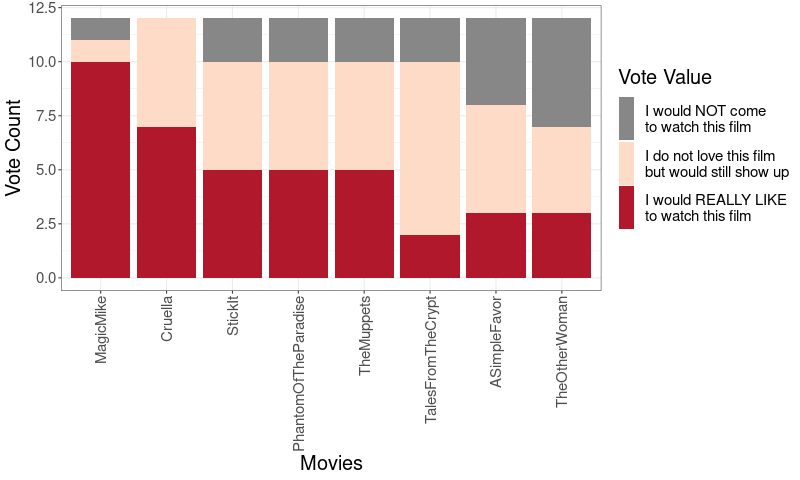 12.5
10.0
7.5
5.0
2.5
0.0
Vote Count
MagicMike
Cruella
StickIt
PhantomOfTheParadise
TheMuppets
TalesFromTheCrypt
ASimpleFavor
TheOtherWoman
Movies
Vote Value
I would NOT come
to watch this film
I do not love this film
but would still show up
I would REALLY LIKE
to watch this film